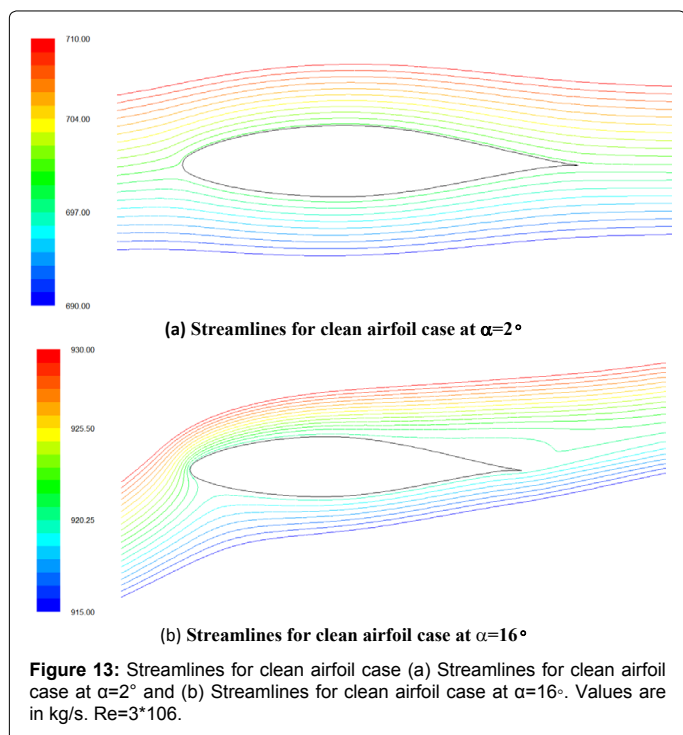 710.00
704.00
697.00
690.00
(a) Streamlines for clean airfoil case at α=2°
930.00
925.50
920.25
915.00
(b) Streamlines for clean airfoil case at α=16°
Figure 13: Streamlines for clean airfoil case (a) Streamlines for clean airfoil
case at α=2° and (b) Streamlines for clean airfoil case at α=16◦. Values are
in kg/s. Re=3*106.